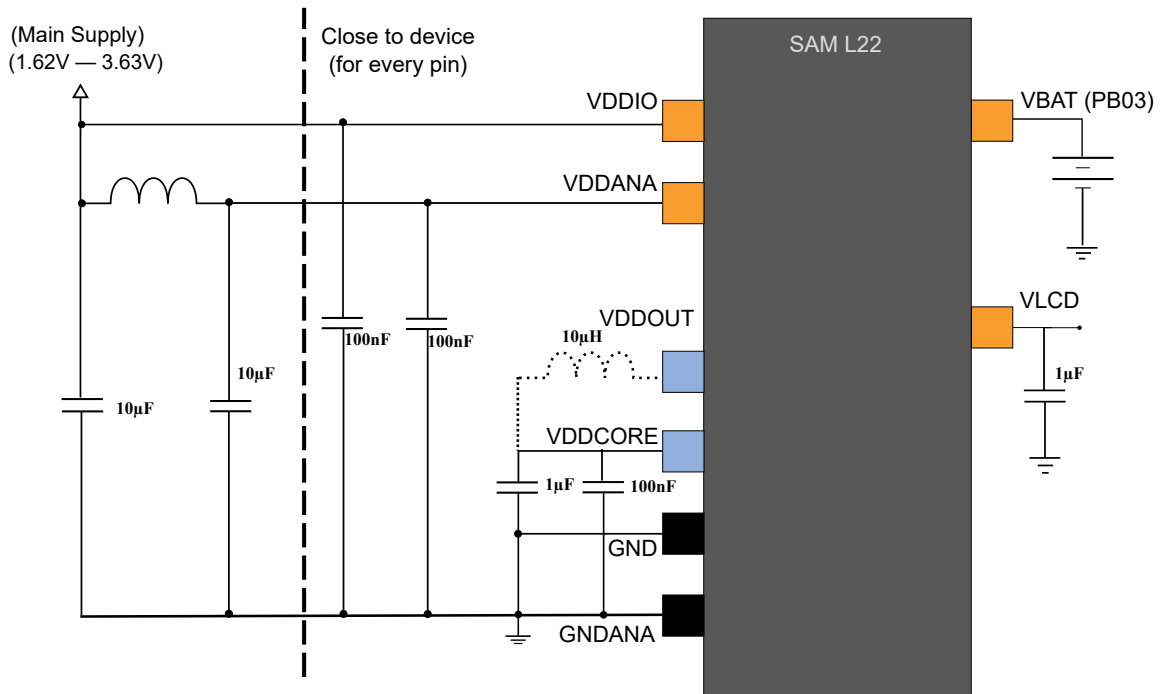 (Main Supply)
(1.62V — 3.63V)
Close to device
(for every pin)
SAM L22
VDDIO
VBAT (PB03)
VDDANA
VLCD
VDDOUT
10µH
100nF
100nF
10µF
10µF
1µF
VDDCORE
1µF
100nF
GND
GNDANA